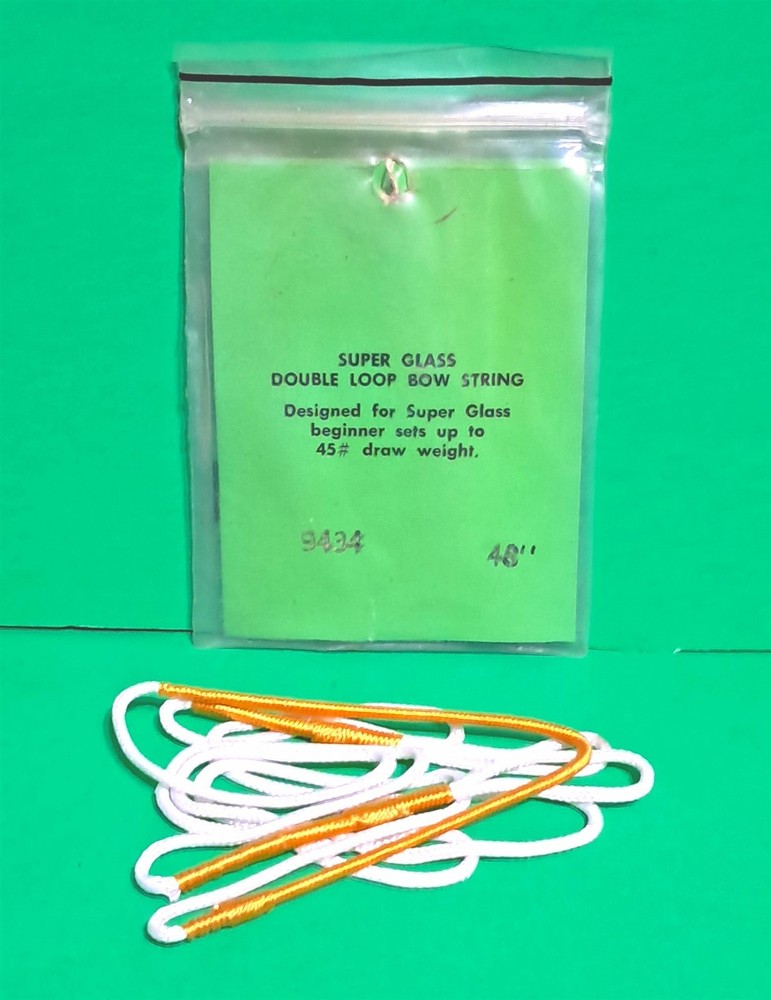 SUPER GLASS
DOUBLE LOOP BOW STRING
Designed for Super Glass
beginner sets up to
45# draw weight.
9434 48''